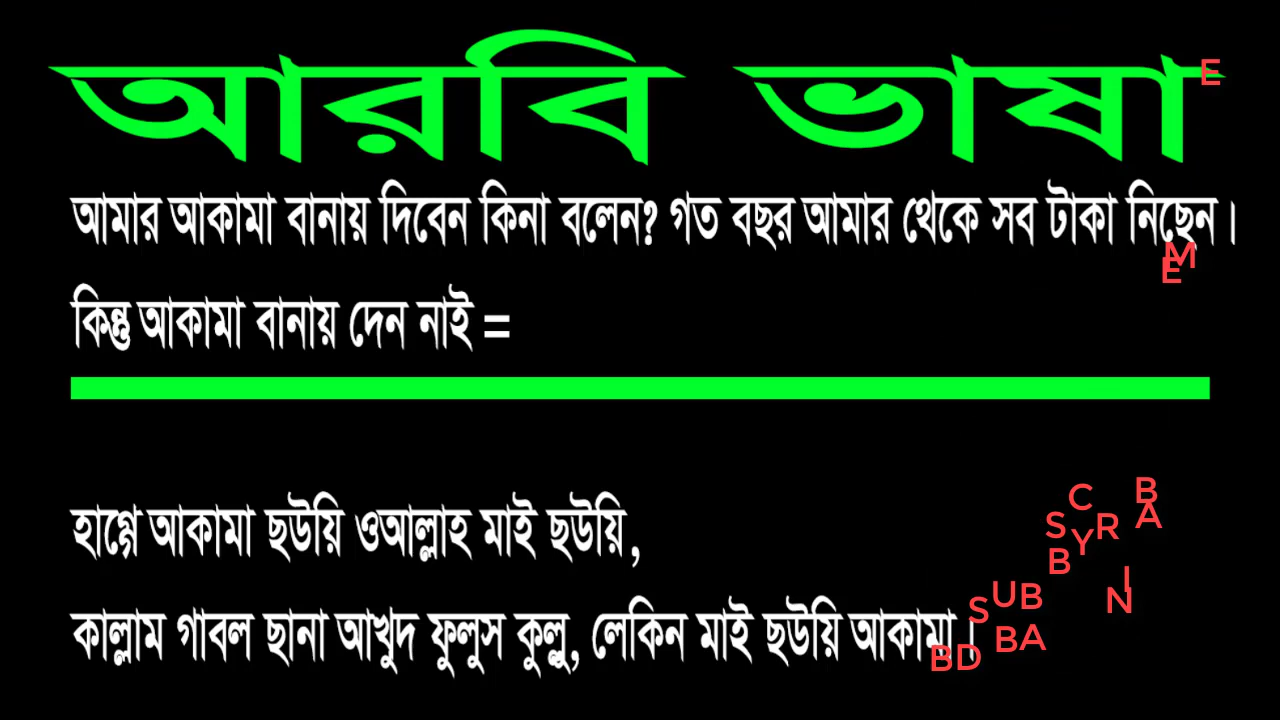 আরবি ভাষা
আমার আকামা বানায় দিবেন কিনা বলেন? গত বছর আমার থেকে সব টাকা নিছেন।
কিন্তু আকামা বানায় দেন নাই =
হাগ্গে আকামা ছউয়ি ওআল্লাহ মাই ছউয়ি,
কাল্লাম গাবল ছানা আখুদ ফুলুস কুল্লু, লেকিন মাই ছউয়ি আকামা।